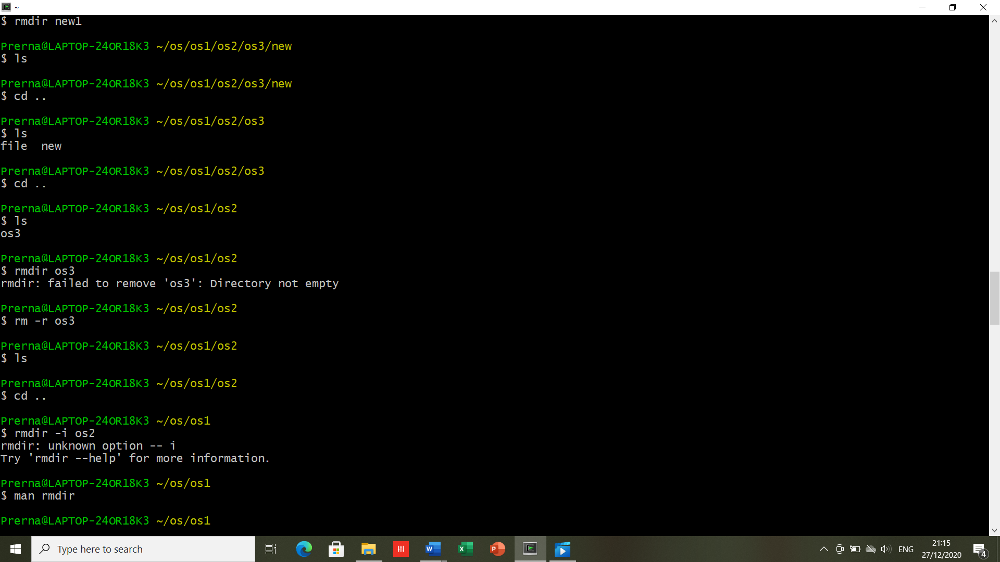 ~
$ rmdir new1
Prerna@LAPTOP-24OR18K3 ~/os/os1/os2/os3/new
$ ls
Prerna@LAPTOP-24OR18K3 ~/os/os1/os2/os3/new
$ cd ..
Prerna@LAPTOP-24OR18K3 ~/os/os1/os2/os3
$ ls
file  new
Prerna@LAPTOP-24OR18K3 ~/os/os1/os2/os3
$ cd ..
Prerna@LAPTOP-24OR18K3 ~/os/os1/os2
$ ls
os3
Prerna@LAPTOP-24OR18K3 ~/os/os1/os2
$ rmdir os3
rmdir: failed to remove 'os3': Directory not empty
Prerna@LAPTOP-24OR18K3 ~/os/os1/os2
$ rm -r os3
Prerna@LAPTOP-24OR18K3 ~/os/os1/os2
$ ls
Prerna@LAPTOP-24OR18K3 ~/os/os1/os2
$ cd ..
Prerna@LAPTOP-24OR18K3 ~/os/os1
$ rmdir -i os2
rmdir: unknown option -- i
Try 'rmdir --help' for more information.
Prerna@LAPTOP-24OR18K3 ~/os/os1
$ man rmdir
Prerna@LAPTOP-24OR18K3 ~/os/os1
Type here to search
W
X
P
ENG
21:15
27/12/2020
4